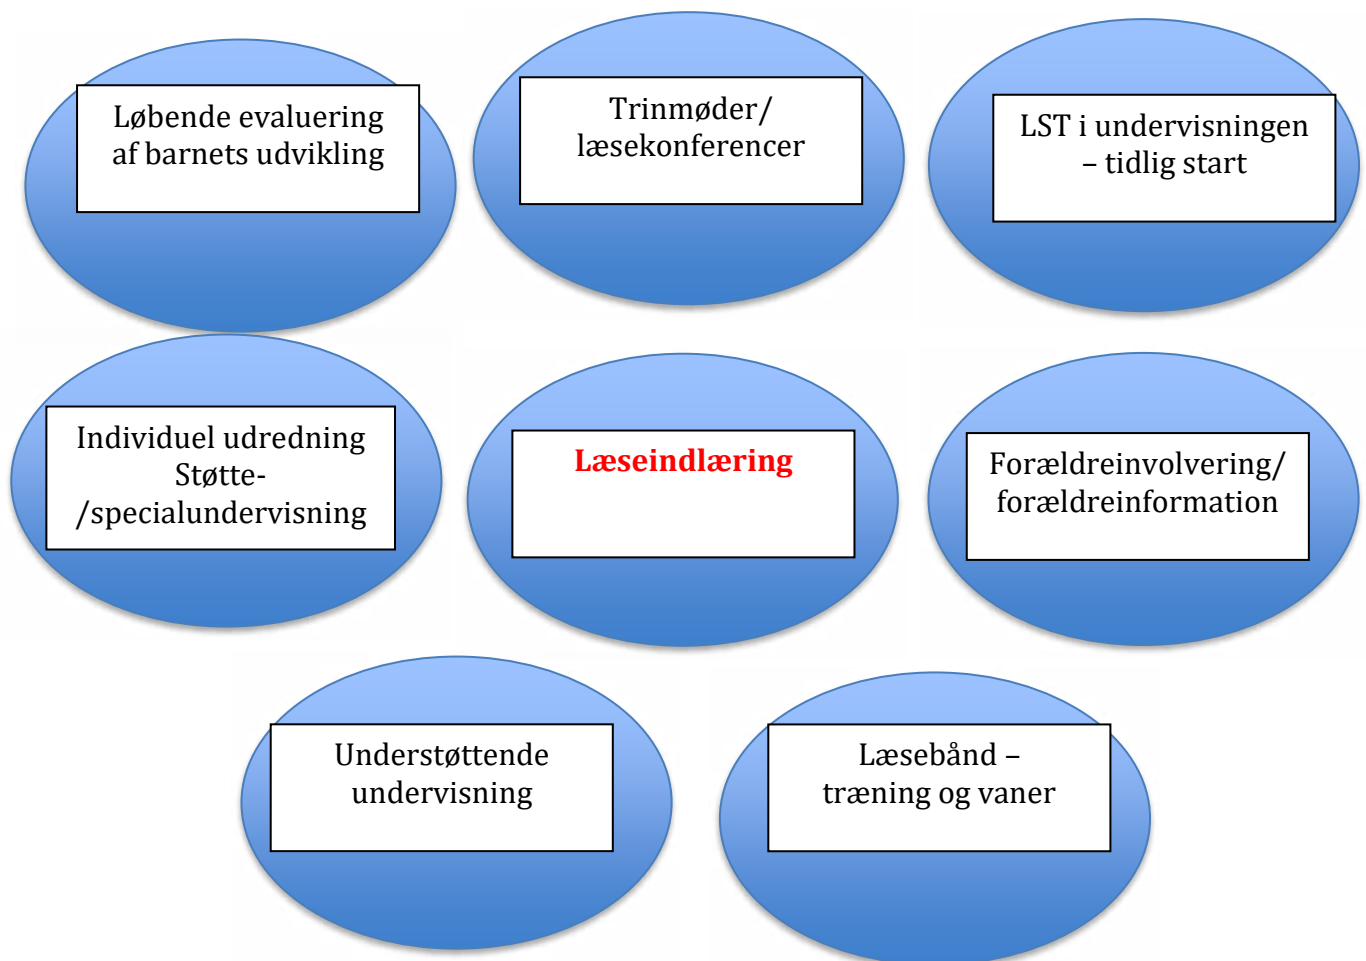 Løbende evaluering
af barnets udvikling
Trinmøder/
læsekonferencer
LST i undervisningen
– tidlig start
Individuel udredning
Støtte-
/specialundervisning
Læseindlæring
Forældreinvolvering/
forældreinformation
Understøttende
undervisning
Læsebånd –
træning og vaner